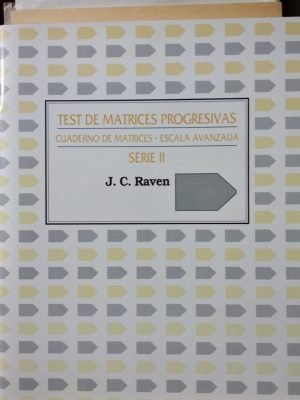 TEST DE MATRICES PROGRESIVAS
CUADERNO DE MATRICES • ESCALA AVANZADA
SERIE II
J. C. Raven